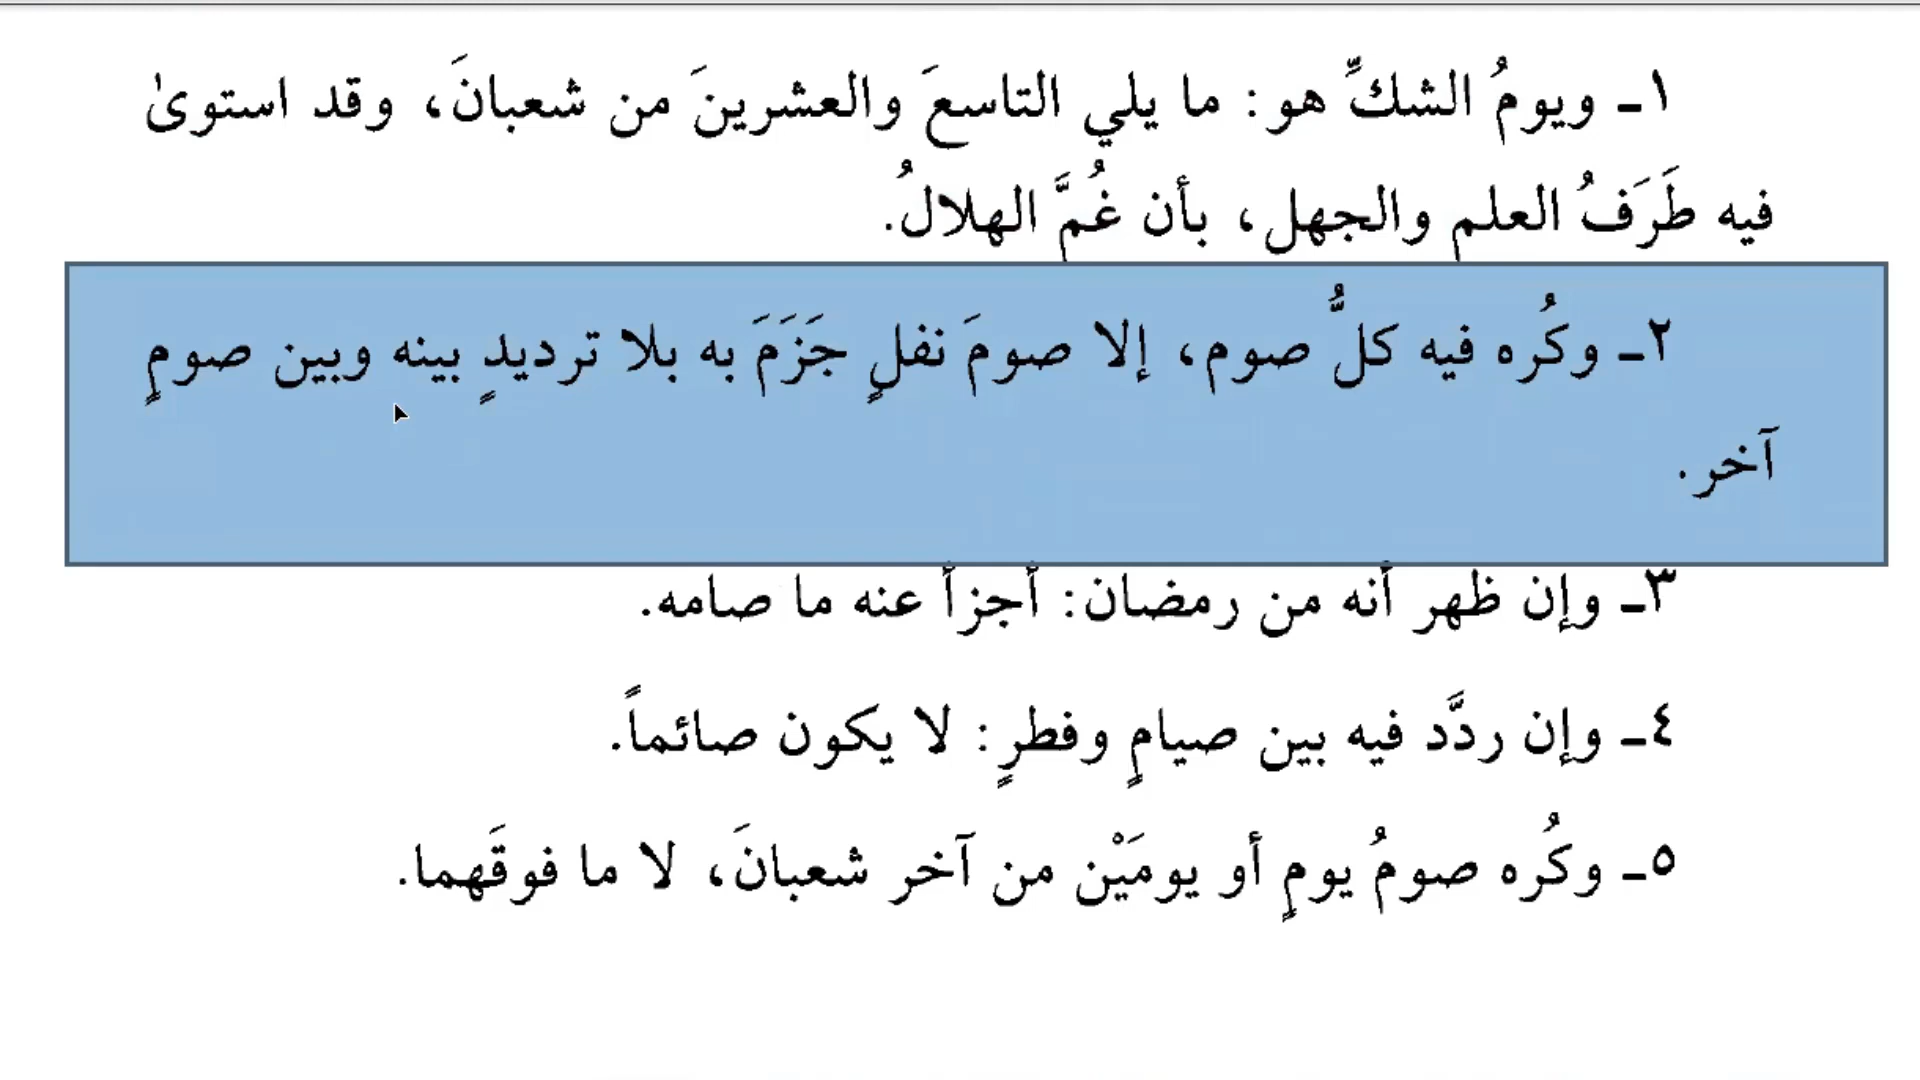 ١ـ ويومُ الشكِّ هو: ما يلي التاسعَ والعشرينَ من شعبانَ، وقد استوىٰ
فيه طَرَفُ العلم والجهل، بأن غُمَّ الهلالُ.
٢ـ وكُره فيه كلُّ صوم، إلا صومَ نفلٍ جَزَمَ به بلا ترديدٍ بينه وبين صومٍ
آخر.
٣ـ وإن ظهر أنه من رمضان: أجزأ عنه ما صامه.
٤ـ وإن ردَّد فيه بين صيامٍ وفطرٍ: لا يكون صائماً.
٥ـ وكُره صومُ يومٍ أو يومَيْن من آخر شعبانَ، لا ما فوقَهما.